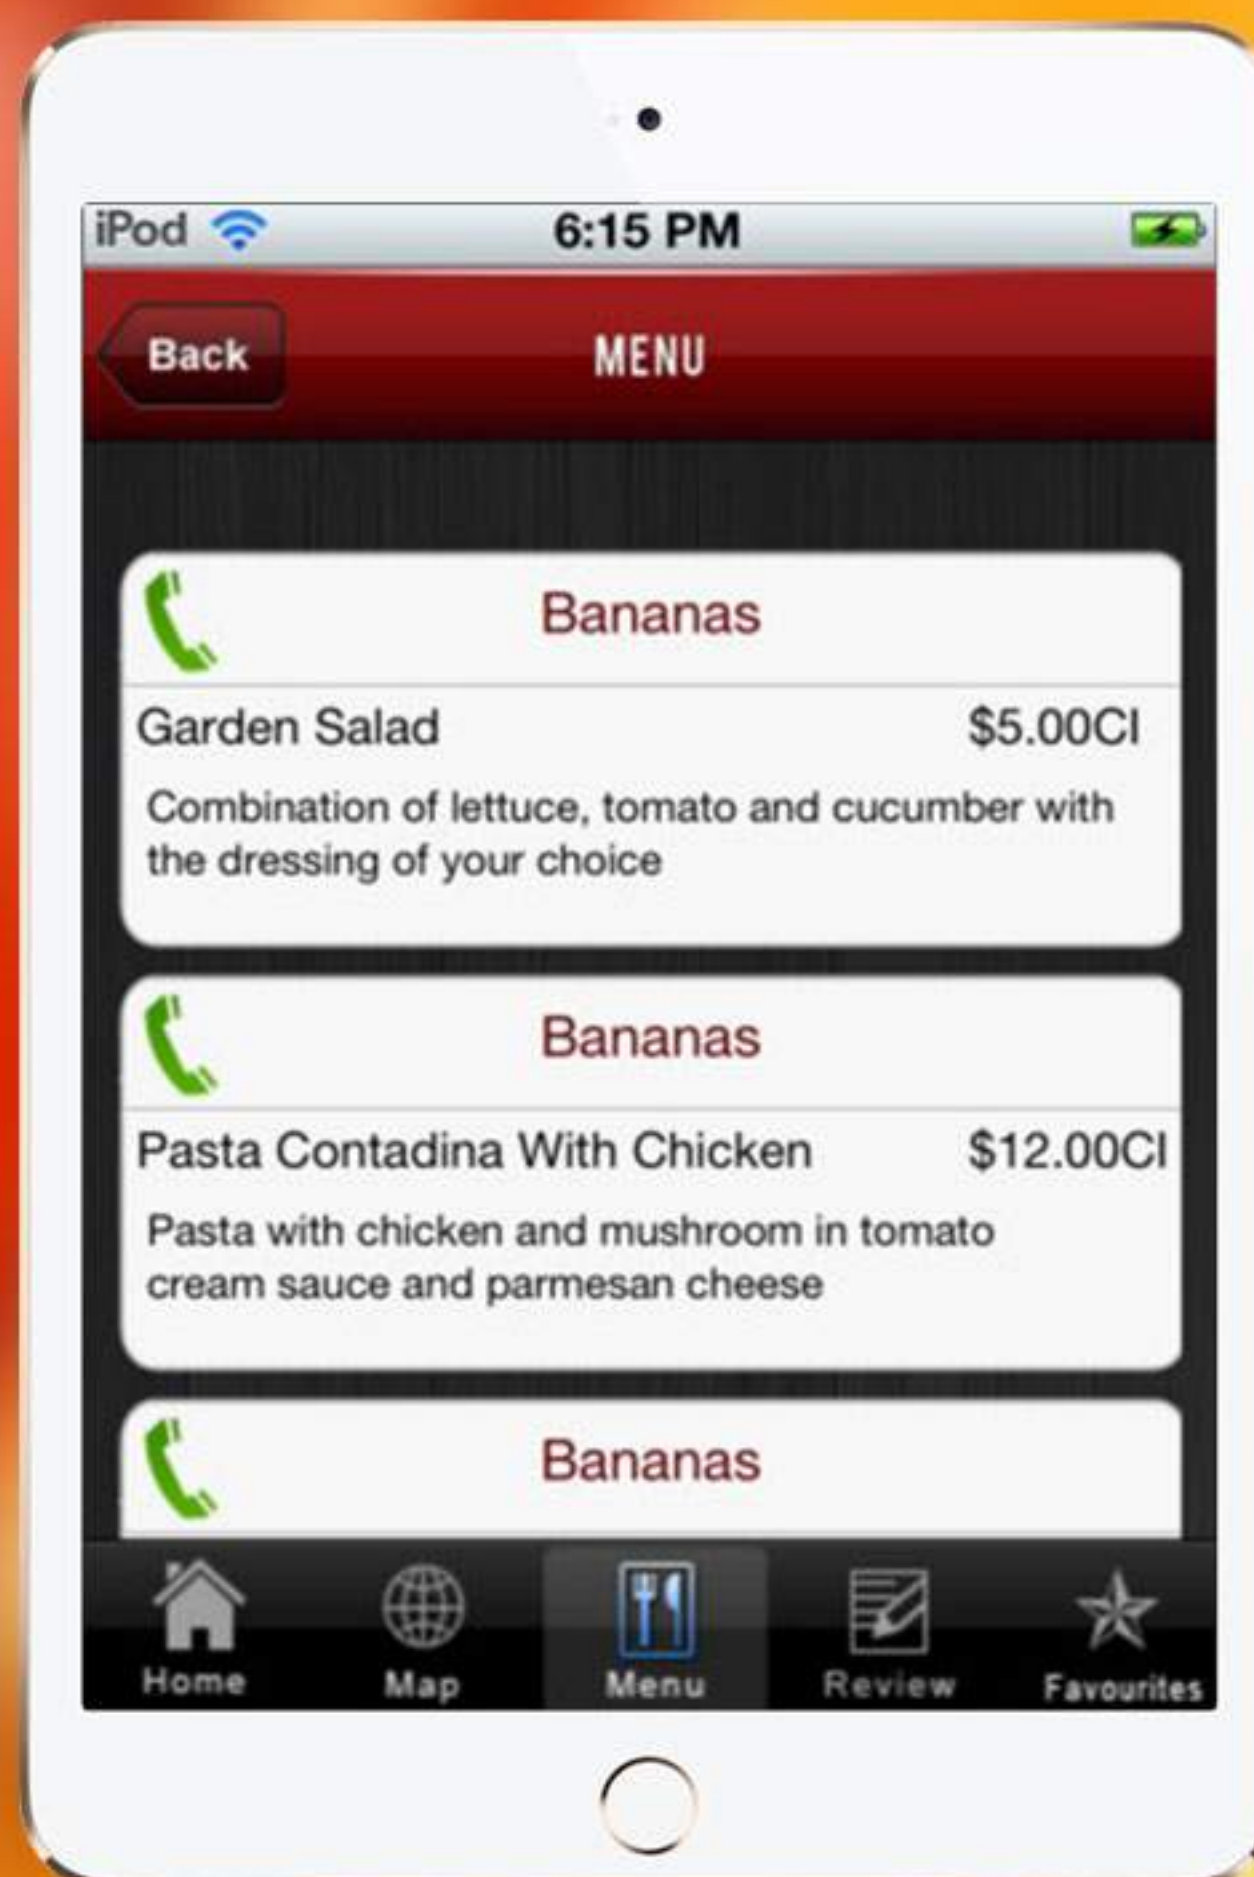 iPod 6:15 PM
Back MENU
Bananas
Garden Salad $5.00CI
Combination of lettuce, tomato and cucumber with
the dressing of your choice
Bananas
Pasta Contadina With Chicken $12.00CI
Pasta with chicken and mushroom in tomato
cream sauce and parmesan cheese
Bananas
Home Map Menu Review Favourites